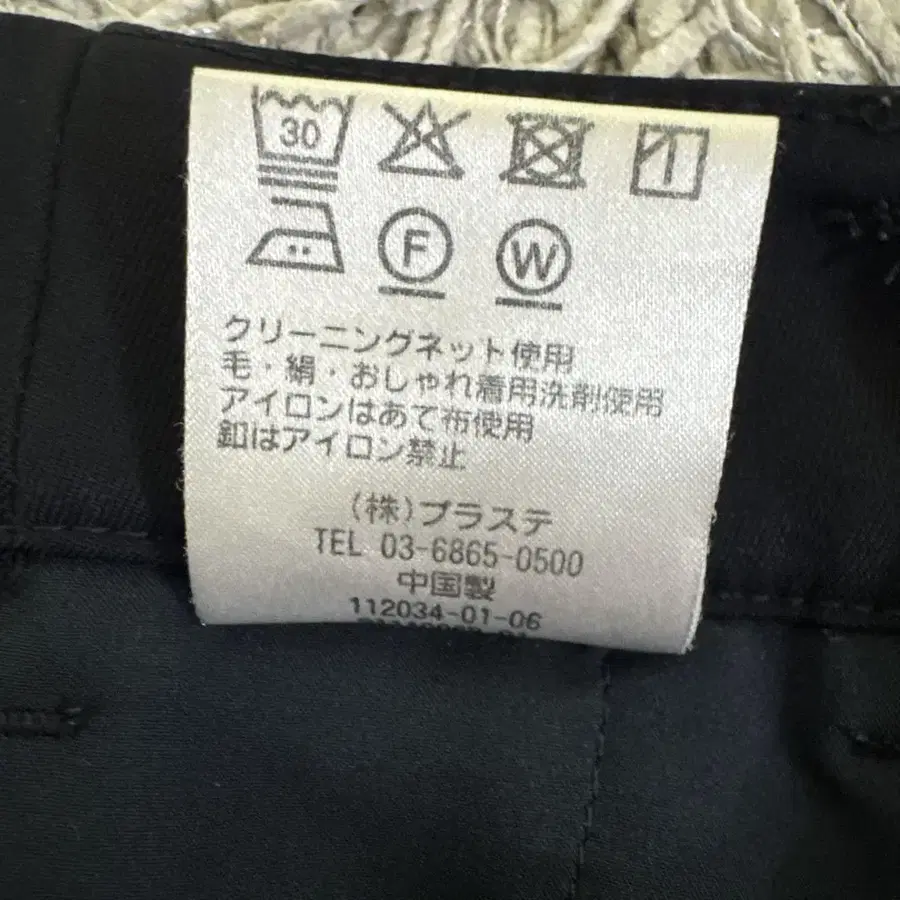 30
F W
クリーニングネット使用
毛・絹・おしゃれ着用洗剤使用
アイロンはあて布使用
釦はアイロン禁止
(株)プラステ
TEL 03-6865-0500
中国製
112034-01-06